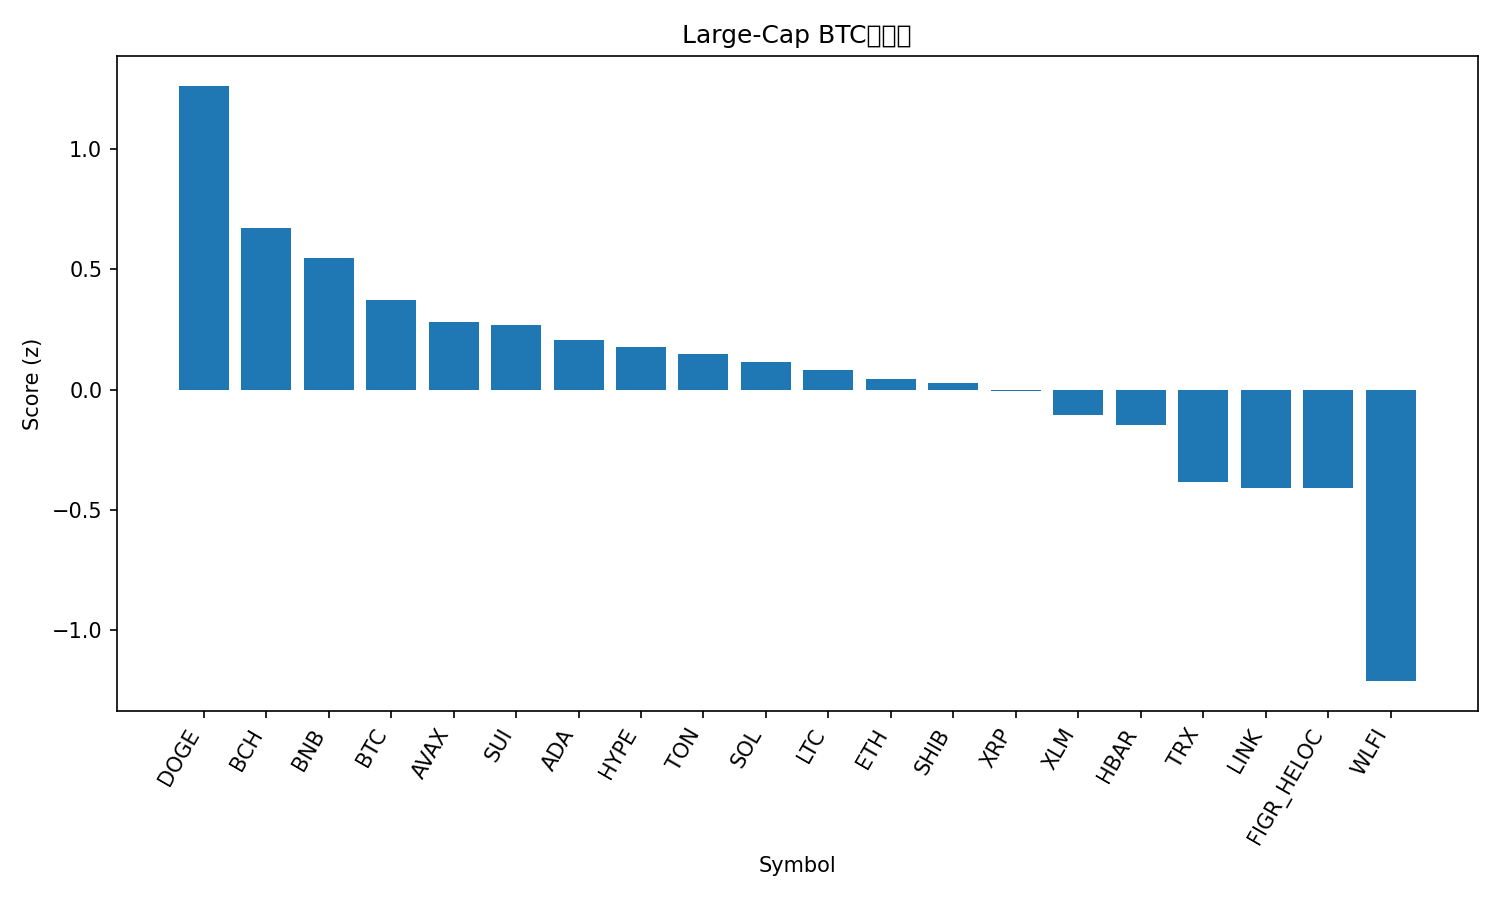 Large-Cap BTC
Score (z)
1.0
0.5
0.0
−0.5
−1.0
DOGE
BCH
BNB
BTC
AVAX
SUI
ADA
HYPE
TON
SOL
LTC
ETH
SHIB
XRP
XLM
HBAR
TRX
LINK
FIGR_HELOC
WLFI
Symbol